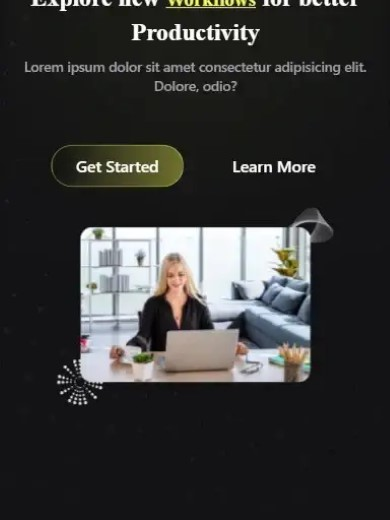 Explore new Workflows for better
Productivity
Lorem ipsum dolor sit amet consectetur adipisicing elit.
Dolore, odio?
Get Started
Learn More